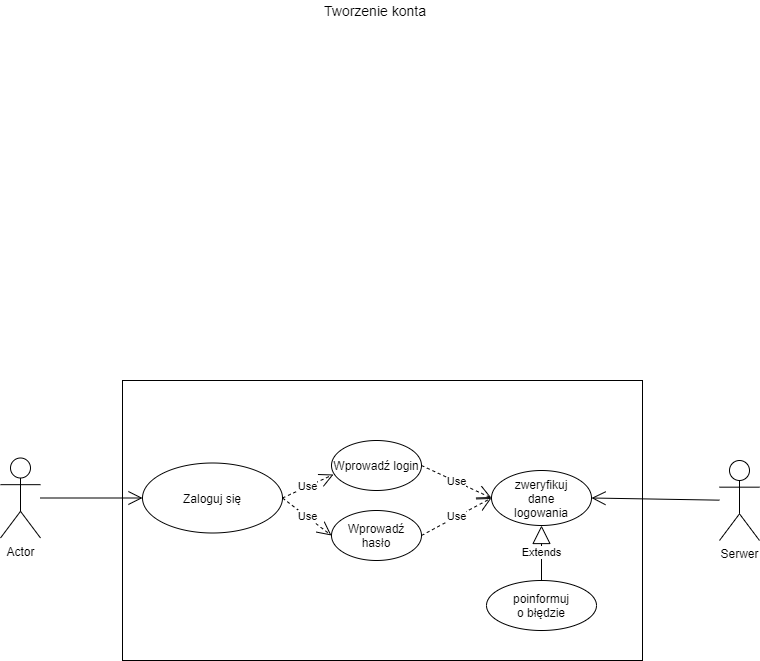 Tworzenie konta
Wprowadź login
Use
Use
zweryfikuj
dane
logowania
Zaloguj się
Use
Use
Wprowadź
hasło
Actor
Extends
Serwer
poinformuj
o błędzie